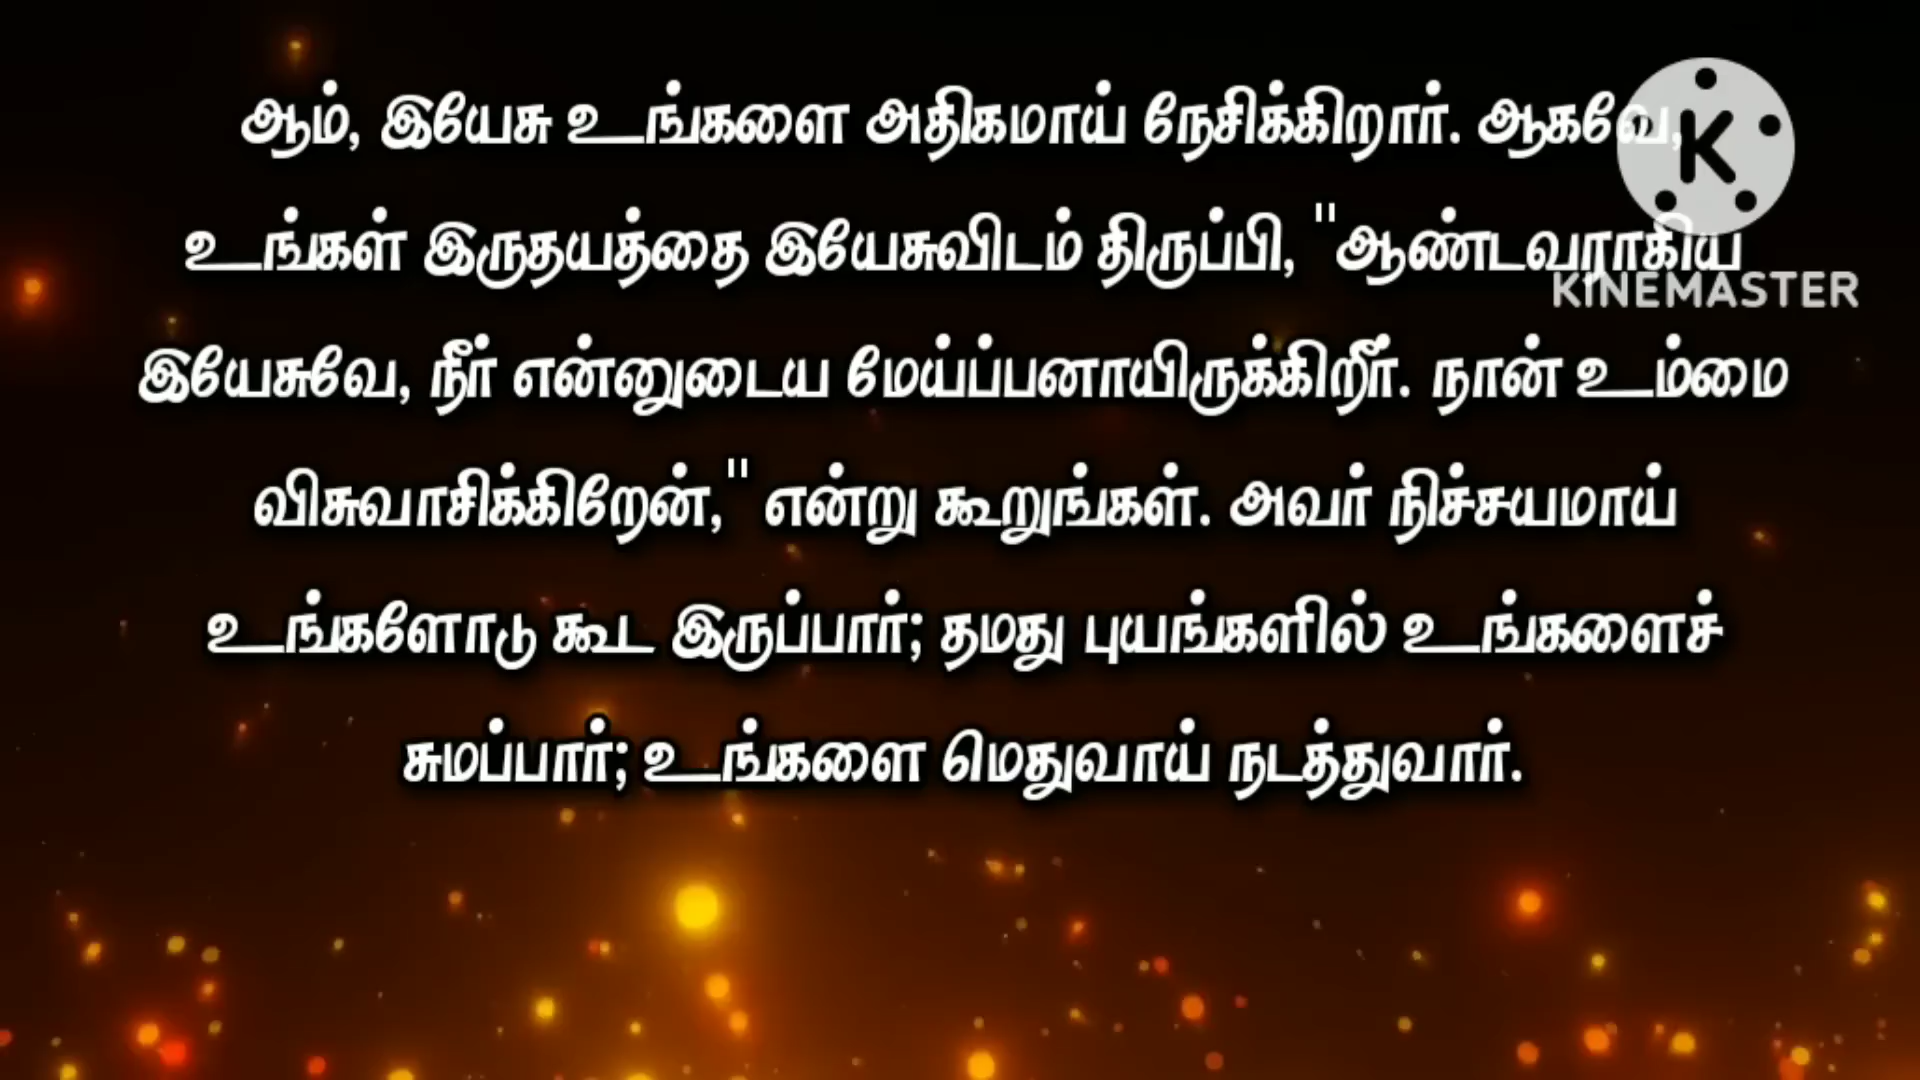 ஆம், இயேசு உங்களை அதிகமாய் நேசிக்கிறார். ஆகவே,
உங்கள் இருதயத்தை இயேசுவிடம் திருப்பி, "ஆண்டவராகிய
இயேசுவே, நீர் என்னுடைய மேய்ப்பனாயிருக்கிறீர். நான் உம்மை
விசுவாசிக்கிறேன்," என்று கூறுங்கள். அவர் நிச்சயமாய்
உங்களோடு கூட இருப்பார்; தமது புயங்களில் உங்களைச்
சுமப்பார்; உங்களை மெதுவாய் நடத்துவார்.
K
KINEMASTER